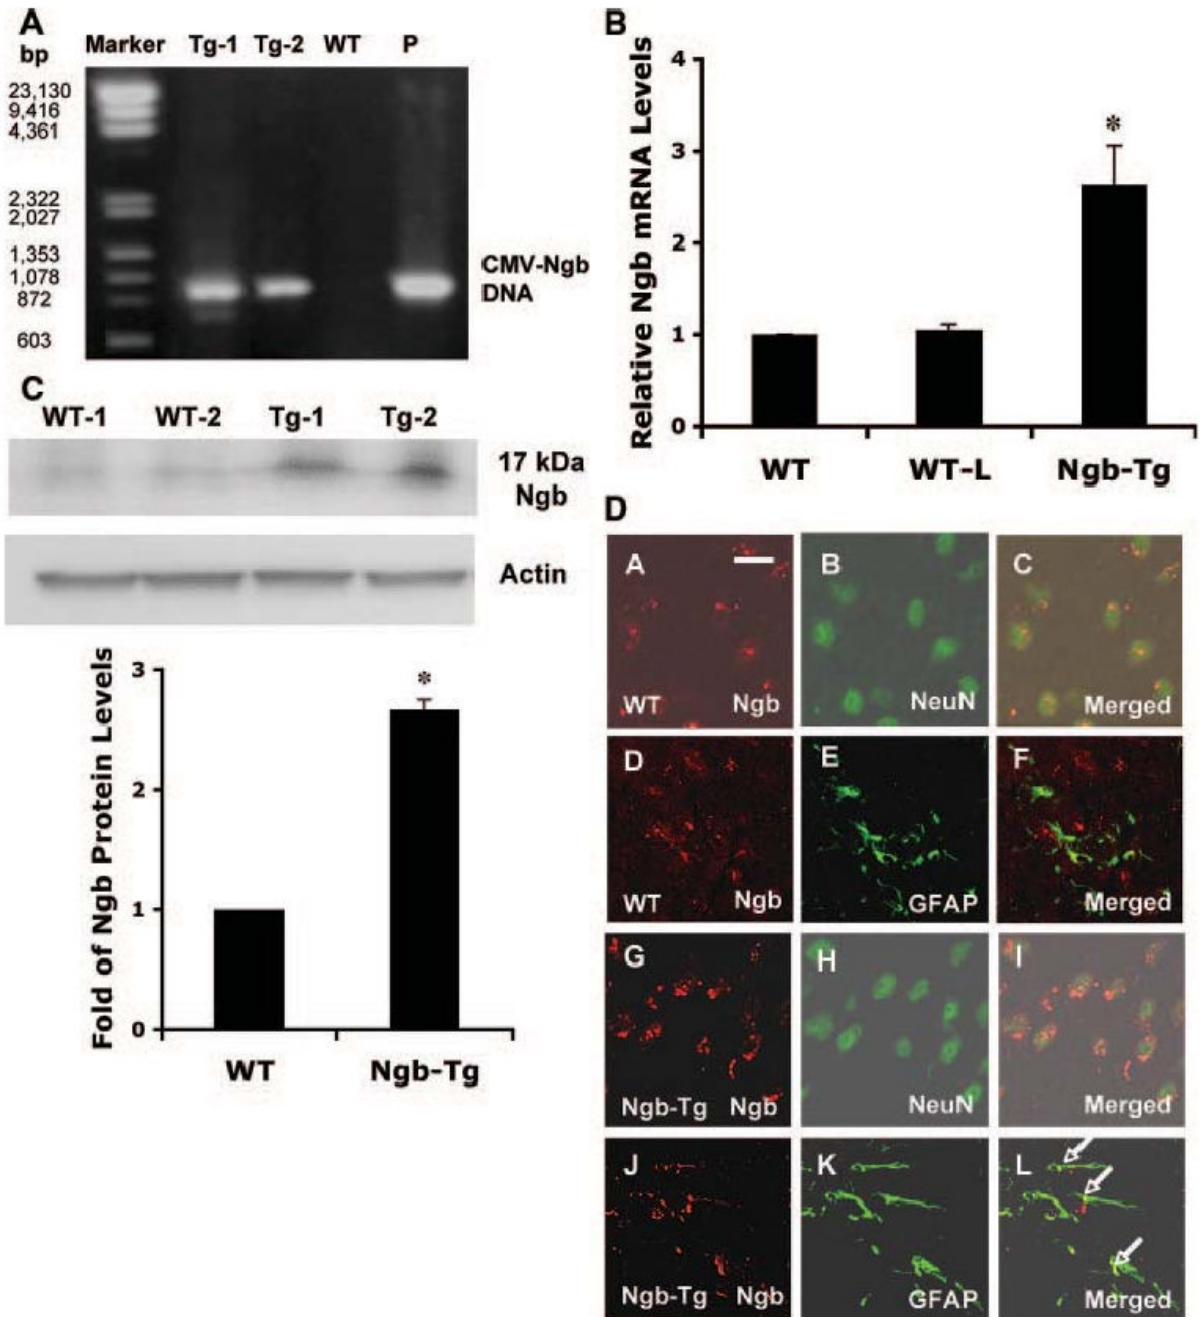 A
bp
Marker Tg-1 Tg-2 WT P
23,130
9,416
4,361
2,322
2,027
1,353
1,078
872
603
CMV-Ngb
DNA
B
Relative Ngb mRNA Levels
4
3
2
1
0
*
WT WT-L Ngb-Tg
C
WT-1 WT-2 Tg-1 Tg-2
17 kDa
Ngb
Actin
Fold of Ngb Protein Levels
3
2
1
0
*
WT Ngb-Tg
D
A B C
WT Ngb NeuN Merged
D E F
WT Ngb GFAP Merged
G H I
Ngb-Tg Ngb NeuN Merged
J K L
Ngb-Tg Ngb GFAP Merged